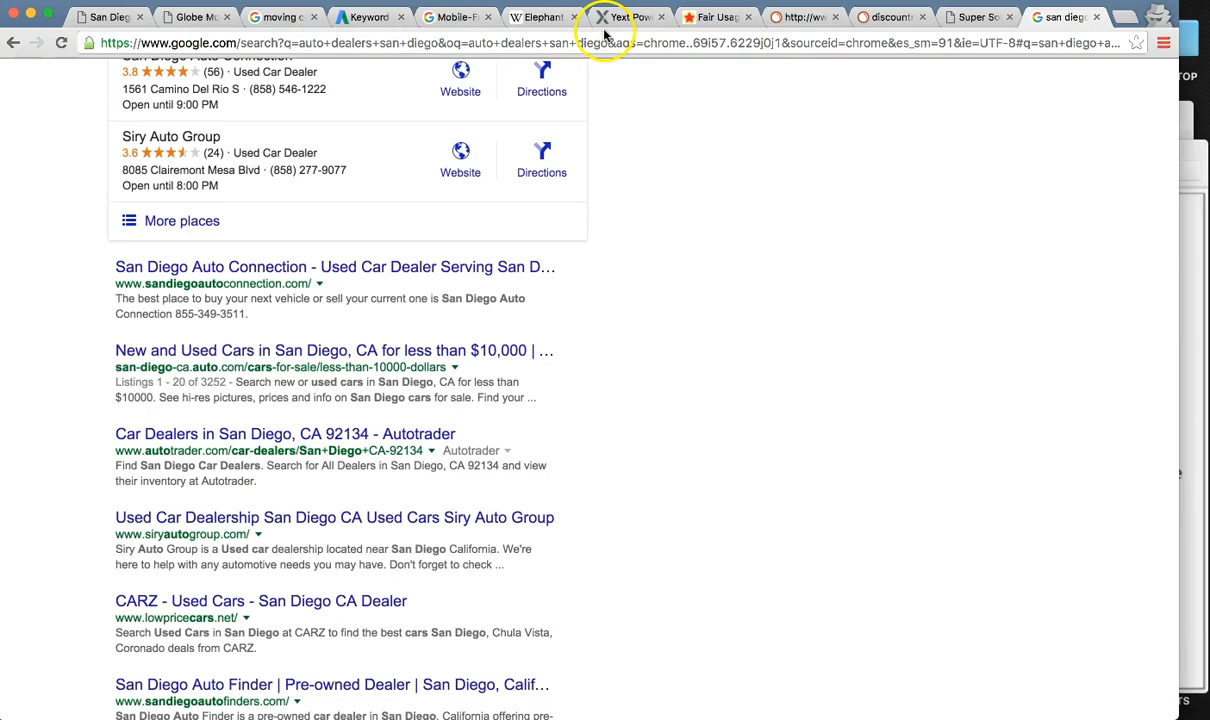 San Dieg
Globe Mo
moving c
Keyword
Mobile-F
Elephant
Yext Pow
Fair Usag
http://ww
discount
Super So
san dieg
https://www.google.com/search?q=auto+dealers+san+diego&oq=auto+dealers+san+diego&aqs=chrome..69i57.6229j0j1&sourceid=chrome&es_sm=91&ie=UTF-8#q=san+diego+a...
San Diego Auto Connection
3.8 (56) · Used Car Dealer
1561 Camino Del Rio S · (858) 546-1222
Open until 9:00 PM
Website
Directions
Siry Auto Group
3.6 (24) · Used Car Dealer
8085 Clairemont Mesa Blvd · (858) 277-9077
Open until 8:00 PM
Website
Directions
More places
San Diego Auto Connection - Used Car Dealer Serving San D...
www.sandiegoautoconnection.com/
The best place to buy your next vehicle or sell your current one is San Diego Auto
Connection 855-349-3511.
New and Used Cars in San Diego, CA for less than $10,000 | ...
san-diego-ca.auto.com/cars-for-sale/less-than-10000-dollars
Listings 1 - 20 of 3252 - Search new or used cars in San Diego, CA for less than
$10000. See hi-res pictures, prices and info on San Diego cars for sale. Find your ...
Car Dealers in San Diego, CA 92134 - Autotrader
www.autotrader.com/car-dealers/San+Diego+CA-92134 Autotrader
Find San Diego Car Dealers. Search for All Dealers in San Diego, CA 92134 and view
their inventory at Autotrader.
Used Car Dealership San Diego CA Used Cars Siry Auto Group
www.siryautogroup.com/
Siry Auto Group is a Used car dealership located near San Diego California. We're
here to help with any automotive needs you may have. Don't forget to check ...
CARZ - Used Cars - San Diego CA Dealer
www.lowpricecars.net/
Search Used Cars in San Diego at CARZ to find the best cars San Diego, Chula Vista,
Coronado deals from CARZ.
San Diego Auto Finder | Pre-owned Dealer | San Diego, Calif...
www.sandiegoautofinders.com/
San Diego Auto Finder is a pre-owned car dealer in San Diego, California offering pre-
TOP
e
TS